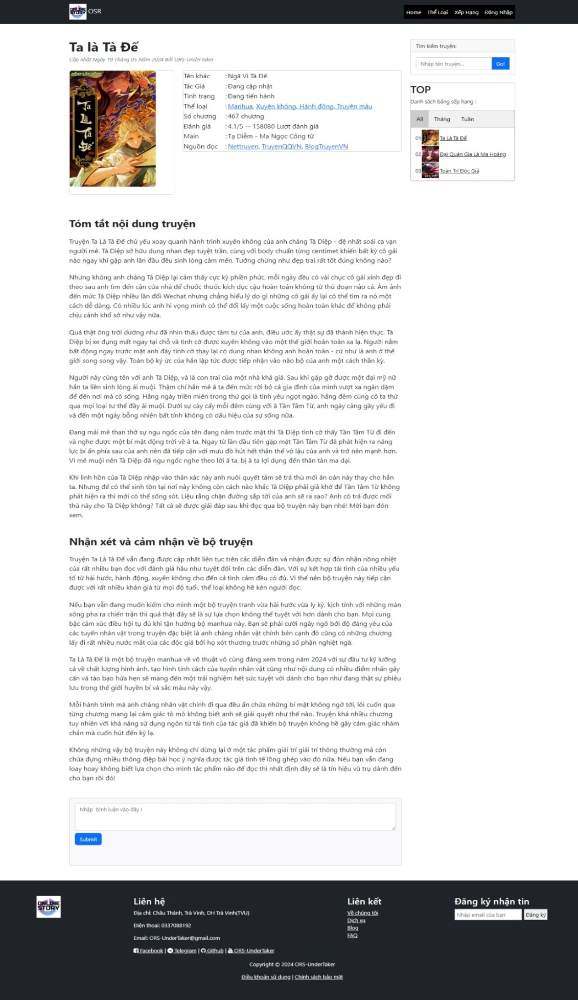 ONLINE STORY OSR
Home Thể Loại Xếp Hạng Đăng Nhập
Ta là Tà Đế
Cập nhật Ngày 19 Tháng 05 Năm 2024 Bởi ORS-UnderTaker
Ta
Là
Tà
Đế
Tên khác : Ngã Vi Tà Đế
Tác Giả : Đang cập nhật
Tình trạng : Đang tiến hành
Thể loại : Manhua, Xuyên không, Hành động, Truyện màu
Số chương : 467 chương
Đánh giá : 4.1/5 -- 158080 Lượt đánh giá
Main : Tạ Diễm - Ma Ngọc Công tử
Nguồn đọc : Nettruyen, TruyenQQVN, BlogTruyenVN
Tìm kiếm truyện:
Nhập tên truyện... Go!
TOP
Danh sách bảng sếp hạng :
All Tháng Tuần
01 Ta Là Tà Đế
02 Đại Quản Gia Là Ma Hoàng
03 Toàn Trí Độc Giả
Tóm tắt nội dung truyện
Truyện Ta Là Tà Đế chủ yếu xoay quanh hành trình xuyên không của anh chàng Tà Diệp - đệ nhất soái ca vạn
người mê. Tà Diệp sở hữu dung nhan đẹp tuyệt trần, cùng với body chuẩn từng centimet khiến bất kỳ cô gái
nào ngay khi gặp anh lần đầu đều sinh lòng cảm mến. Tưởng chừng như đẹp trai rất tốt đúng không nào?
Nhưng không anh chàng Tà Diệp lại cảm thấy cực kỳ phiền phức, mỗi ngày đều có vài chục cô gái xinh đẹp đi
theo sau anh tìm đến cận cửa nhà để chuốc thuốc kích dục cậu hoàn toàn không từ thủ đoạn nào cả. Ám ảnh
đến mức Tà Diệp nhiều lần đổi Wechat nhưng chẳng hiểu lý do gì những cô gái ấy lại có thể tìm ra nó một
cách dễ dàng. Có nhiều lúc anh hi vọng mình có thể đổi lấy một cuộc sống hoàn toàn khác để không phải
chịu cảnh khổ sở như vậy nữa.
Quả thật ông trời dường như đã nhìn thấu được tâm tư của anh, điều ước ấy thật sự đã thành hiện thực. Tà
Diệp bị xe đụng mất ngay tại chỗ và tình cờ được xuyên không vào một thế giới hoàn toàn xa lạ. Người nằm
bất động ngay trước mặt anh đây tình cờ thay lại có dung nhan không anh hoàn toàn - cứ như là anh ở thế
giới song song vậy. Toàn bộ ký ức của hắn lập tức được tiếp nhận vào não bộ của anh một cách thần kỳ.
Người này cùng tên với anh Tà Diệp, và là con trai của một nhà khá giả. Sau khi gặp gỡ được một đại mỹ nữ
hắn ta liền sinh lòng ái muội. Thậm chí hắn mê ả ta đến mức rời bỏ cả gia đình của mình vượt xa ngàn dặm
để đến nơi mà cô sống. Hằng ngày triền miên trong thứ gọi là tình yêu ngọt ngào, hằng đêm cùng cô ta thử
qua mọi loại tư thế đầy ái muội. Dưới sự cày cấy mỗi đêm cùng với ả Tần Tâm Từ, anh ngày càng gầy yếu đi
và đến một ngày bỗng nhiên bất tỉnh không có dấu hiệu của sự sống nữa.
Đang mải mê than thở sự ngu ngốc của tên đang nằm trước mặt thì Tà Diệp tình cờ thấy Tần Tâm Từ đi đến
và nghe được một bí mật động trời về ả ta. Ngay từ lần đầu tiên gặp mặt Tần Tâm Từ đã phát hiện ra năng
lực bí ẩn phía sau của anh nên đã tiếp cận với mưu đồ hút hết thân thể vô lậu của anh và trở nên mạnh hơn.
Vì mê muội nên Tà Diệp đã ngu ngốc nghe theo lời ả ta, bị ả ta lợi dụng đến thân tàn ma dại.
Khi linh hồn của Tà Diệp nhập vào thân xác này anh nuôi quyết tâm sẽ trả thù mối ân oán này thay cho hắn
ta. Nhưng để có thể sinh tồn tại nơi này không còn cách nào khác Tà Diệp phải giả khờ để Tần Tâm Từ không
phát hiện ra thì mới có thể sống sót. Liệu rằng chặn đường sắp tới của anh sẽ ra sao? Anh có trả được mối
thù này cho Tà Diệp không? Tất cả sẽ được giải đáp sau khi đọc qua bộ truyện này bạn nhé! Mời bạn đón
xem.
Nhận xét và cảm nhận về bộ truyện
Truyện Ta Là Tà Đế vẫn đang được cập nhật liên tục trên các diễn đàn và nhận được sự đón nhận nồng nhiệt
của rất nhiều bạn đọc với đánh giá hầu như tuyệt đối trên các diễn đàn. Với sự kết hợp tài tình của nhiều yếu
tố từ hài hước, hành động, xuyên không cho đến cả tình cảm đều có đủ. Vì thế nên bộ truyện này tiếp cận
được với rất nhiều khán giả từ mọi độ tuổi, thể loại không hề kén người đọc.
Nếu bạn vẫn đang muốn kiếm cho mình một bộ truyện tranh vừa hài hước vừa ly kỳ, kịch tính với những màn
xông pha ra chiến trận thì quả thật đây sẽ là sự lựa chọn không thể tuyệt vời hơn dành cho bạn. Mọi cung
bậc cảm xúc điều hội tụ đủ khi tận hưởng bộ manhua này. Bạn sẽ phải cười ngây ngô bởi độ đáng yêu của
các tuyến nhân vật trong truyện đặc biệt là anh chàng nhân vật chính bên cạnh đó cũng có những chương
lấy đi rất nhiều nước mắt của các độc giả bởi họ xót thương trước những số phận nghiệt ngã.
Ta Là Tà Đế là một bộ truyện manhua về võ thuật vô cùng đáng xem trong năm 2024 với sự đầu tư kỹ lưỡng
cả về chất lượng hình ảnh, tạo hình tính cách của tuyến nhân vật cũng như nội dung có nhiều điểm nhấn gây
cấn và táo bạo hứa hẹn sẽ mang đến một trải nghiệm hết sức tuyệt vời dành cho bạn như đang thật sự phiêu
lưu trong thế giới huyền bí và sắc màu này vậy.
Mỗi hành trình mà anh chàng nhân vật chính đi qua đều ẩn chứa những bí mật không ngờ tới, lôi cuốn qua
từng chương mang lại cảm giác tò mò không biết anh sẽ giải quyết như thế nào. Truyện khá nhiều chương
tuy nhiên với khả năng sử dụng ngôn từ tài tình của tác giả đã khiến bộ truyện không hề gây cảm giác nhàm
chán mà cuốn hút đến kỳ lạ.
Không những vậy bộ truyện này không chỉ dừng lại ở một tác phẩm giải trí giải trí thông thường mà còn
chứa đựng nhiều thông điệp bài học ý nghĩa được tác giả tinh tế lồng ghép vào đó nữa. Nếu bạn vẫn đang
loay hoay không biết lựa chọn cho mình tác phẩm nào để đọc thì nhất định đây sẽ là tín hiệu vũ trụ dành đến
cho bạn rồi đó!
Nhập bình luận vào đây !
Submit
ONLINE STORY
Liên hệ
Địa chỉ: Châu Thành, Trà Vinh, DH Trà Vinh(TVU)
Điện thoại: 0337088192
Email: ORS-UnderTaker@gmail.com
Facebook | Telegram | Github | ORS-UnderTaker
Liên kết
Về chúng tôi
Dịch vụ
Blog
FAQ
Đăng ký nhận tin
Nhập email của bạn Đăng ký
Copyright © 2024 ORS-UnderTaker
Điều khoản sử dụng | Chính sách bảo mật